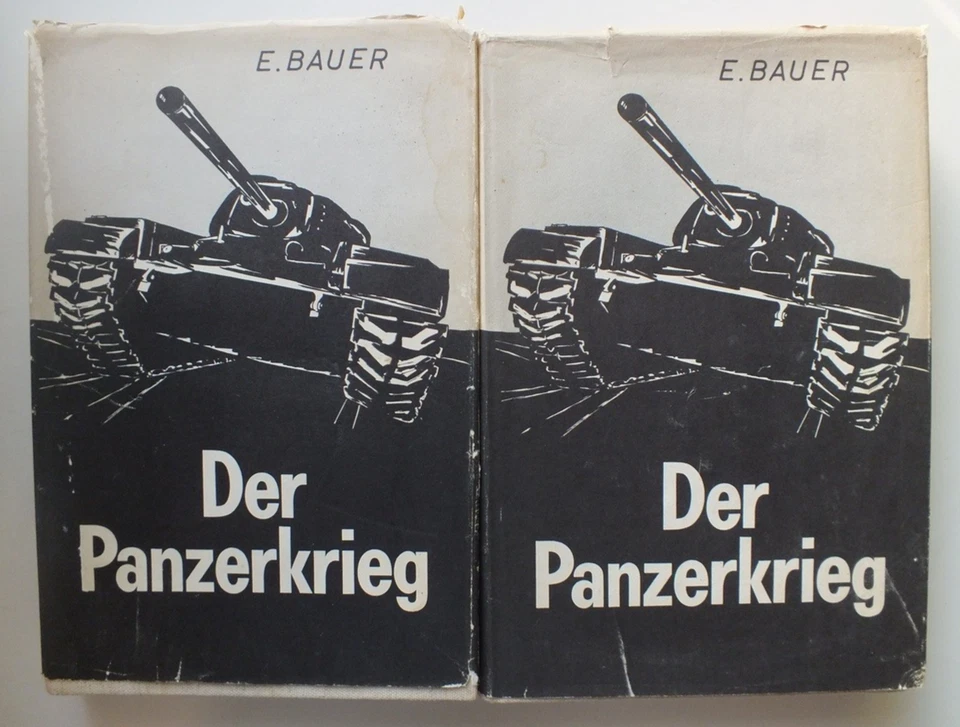 E. BAUER
Der
Panzerkrieg
E. BAUER
Der
Panzerkrieg